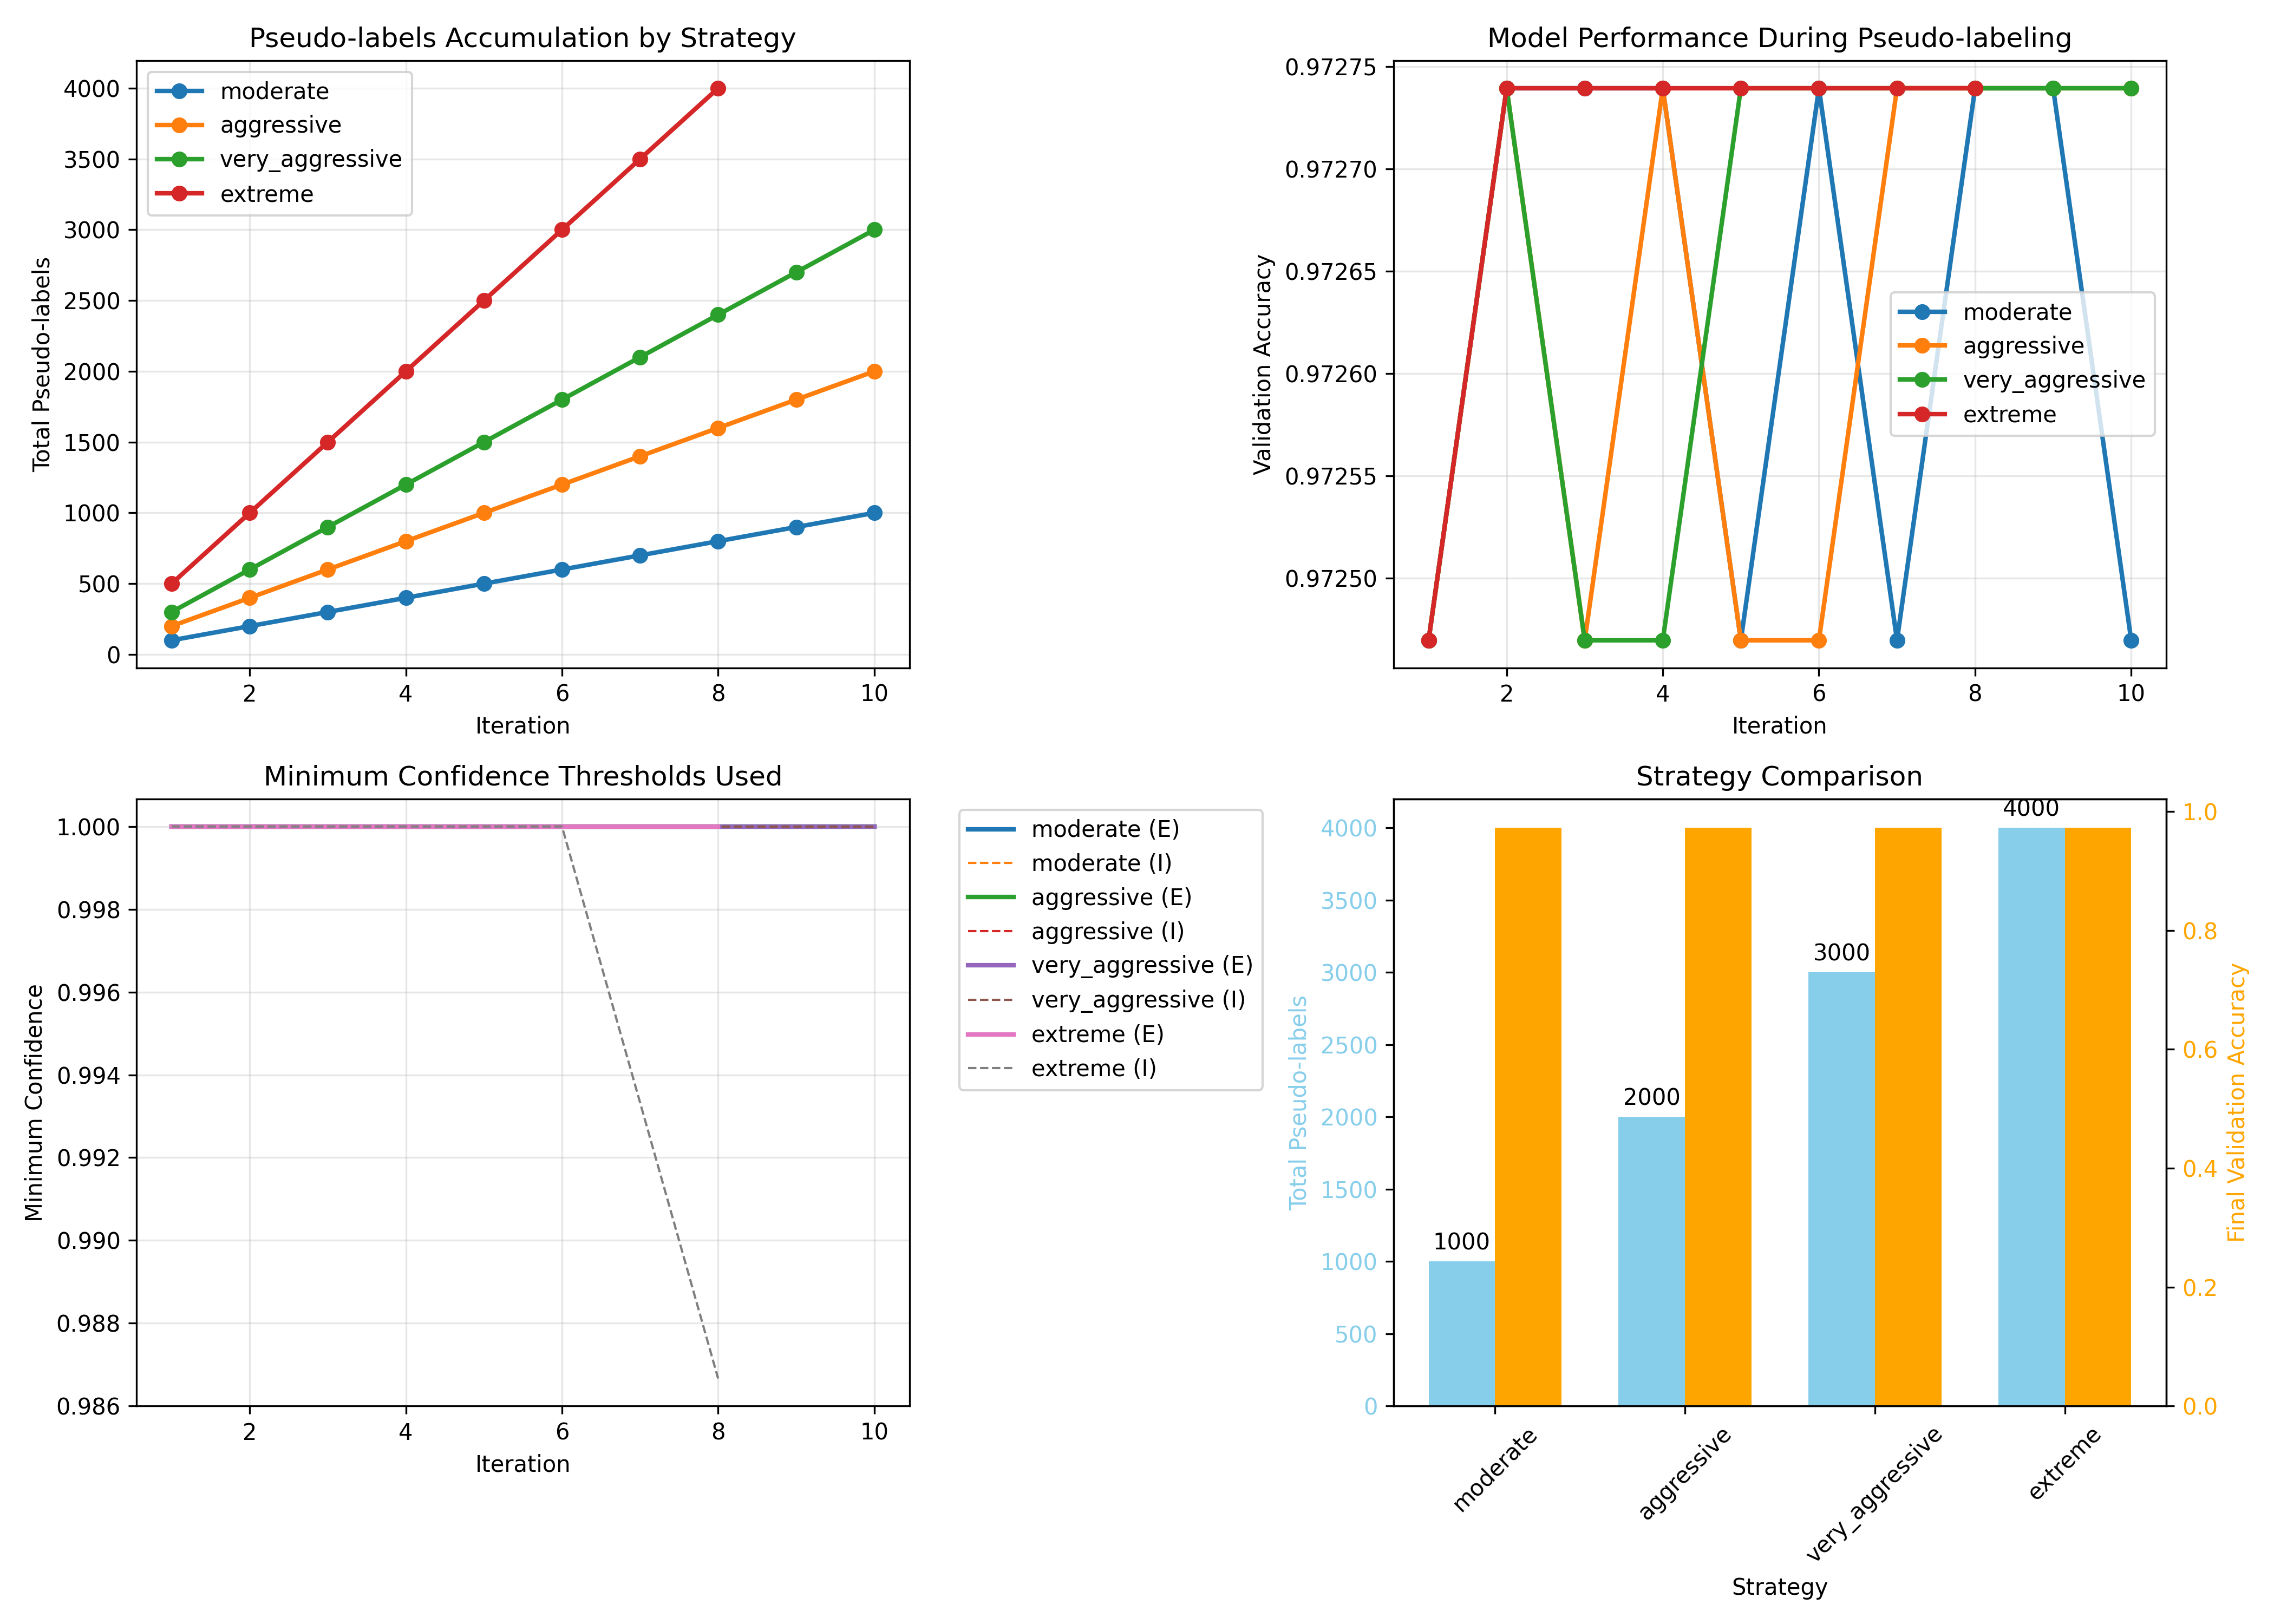 Pseudo-labels Accumulation by Strategy
Total Pseudo-labels
4000
3500
3000
2500
2000
1500
1000
500
0
moderate
aggressive
very_aggressive
extreme
2 4 6 8 10
Iteration
Model Performance During Pseudo-labeling
Validation Accuracy
0.97275
0.97270
0.97265
0.97260
0.97255
0.97250
moderate
aggressive
very_aggressive
extreme
2 4 6 8 10
Iteration
Minimum Confidence Thresholds Used
Minimum Confidence
1.000
0.998
0.996
0.994
0.992
0.990
0.988
0.986
2 4 6 8 10
Iteration
moderate (E)
moderate (I)
aggressive (E)
aggressive (I)
very_aggressive (E)
very_aggressive (I)
extreme (E)
extreme (I)
Strategy Comparison
Total Pseudo-labels
4000
3500
3000
2500
2000
1500
1000
500
0
1000
2000
3000
4000
1.0
0.8
0.6
0.4
0.2
0.0
Final Validation Accuracy
moderate
aggressive
very_aggressive
extreme
Strategy